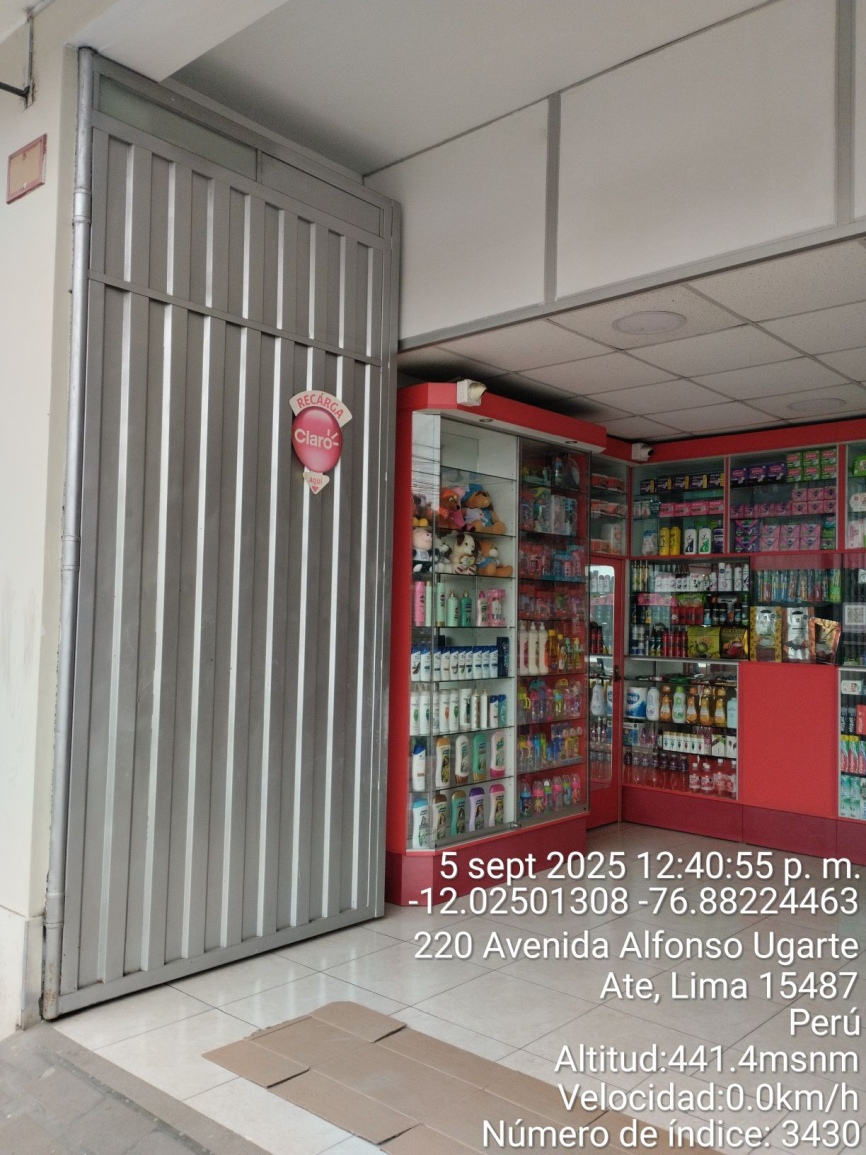 RECÁRGA
Claro
AQUÍ
5 sept 2025 12:40:55 p. m.
-12.02501308 -76.88224463
220 Avenida Alfonso Ugarte
Ate, Lima 15487
Perú
Altitud:441.4msnm
Velocidad:0.0km/h
Número de índice: 3430